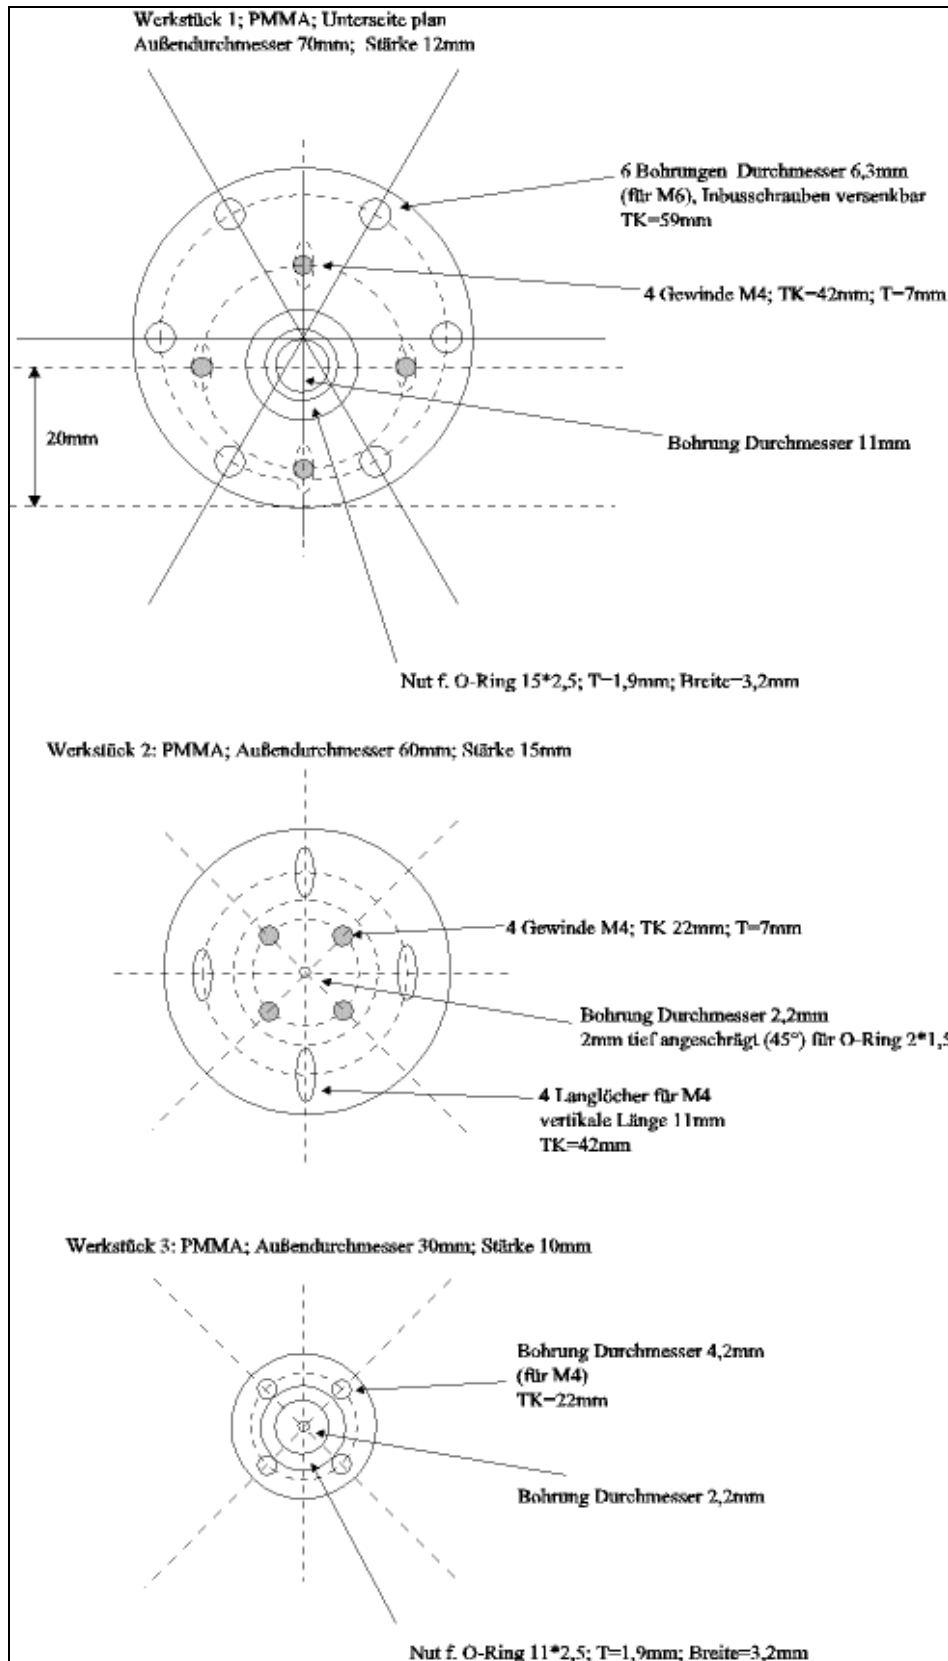 Werkstück 1; PMMA; Unterseite plan
Außendurchmesser 70mm; Stärke 12mm
6 Bohrungen Durchmesser 6,3mm
(für M6), Inbusschrauben versenkbar
TK=59mm
4 Gewinde M4; TK=42mm; T=7mm
Bohrung Durchmesser 11mm
20mm
Nut f. O-Ring 15*2,5; T=1,9mm; Breite=3,2mm
Werkstück 2: PMMA; Außendurchmesser 60mm; Stärke 15mm
4 Gewinde M4; TK 22mm; T=7mm
Bohrung Durchmesser 2,2mm
2mm tief angeschrägt (45°) für O-Ring 2*1,5
4 Langlöcher für M4
vertikale Länge 11mm
TK=42mm
Werkstück 3: PMMA; Außendurchmesser 30mm; Stärke 10mm
Bohrung Durchmesser 4,2mm
(für M4)
TK=22mm
Bohrung Durchmesser 2,2mm
Nut f. O-Ring 11*2,5; T=1,9mm; Breite=3,2mm